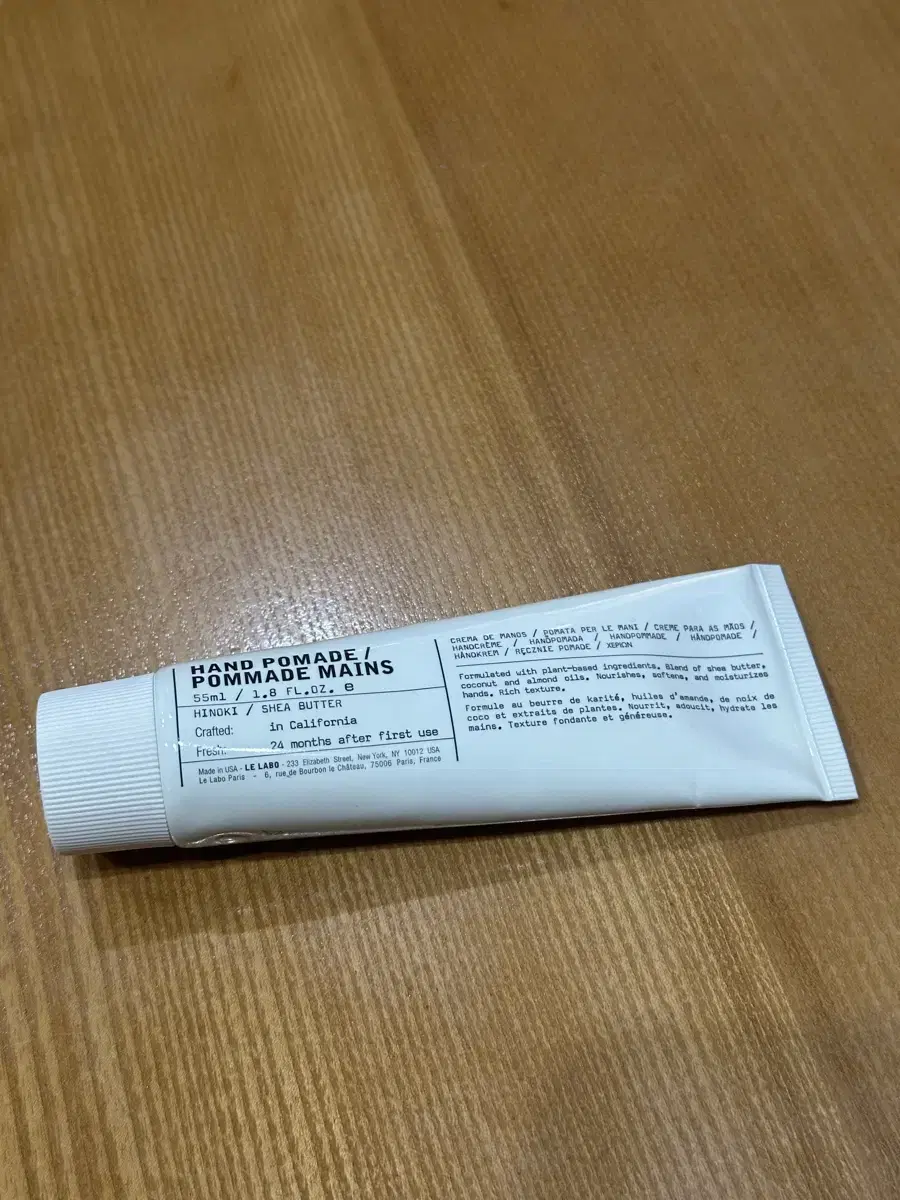 HAND POMADE/
POMMADE MAINS
55ml / 1.8 FL.OZ. e
HINOKI / SHEA BUTTER
Crafted: in California
Fresh: 24 months after first use
Made in USA - LE LABO - 233 Elizabeth Street, New York, NY 10012 USA
Le Labo Paris - 6, rue de Bourbon le Château, 75006 Paris, France
CREMA DE MANOS / POMATA PER LE MANI / CREME PARA AS MÃOS /
HANDCRÈME / HANDPOMADA / HANDPOMMADE / HÅNDPOMADE /
HÅNDKREM / RĘCZNIE POMADE /
Formulated with plant-based ingredients. Blend of shea butter,
coconut and almond oils. Nourishes, softens, and moisturizes
hands. Rich texture.
Formule au beurre de karité, huiles d'amande, de noix de
coco et extraits de plantes. Nourrit, adoucit, hydrate les
mains. Texture fondante et généreuse.